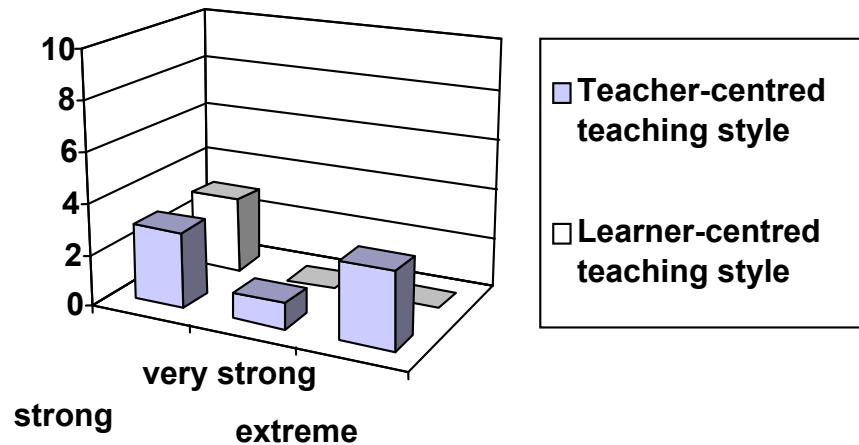 10
8
6
4
2
0
very strong
strong
extreme
Teacher-centred
teaching style
Learner-centred
teaching style